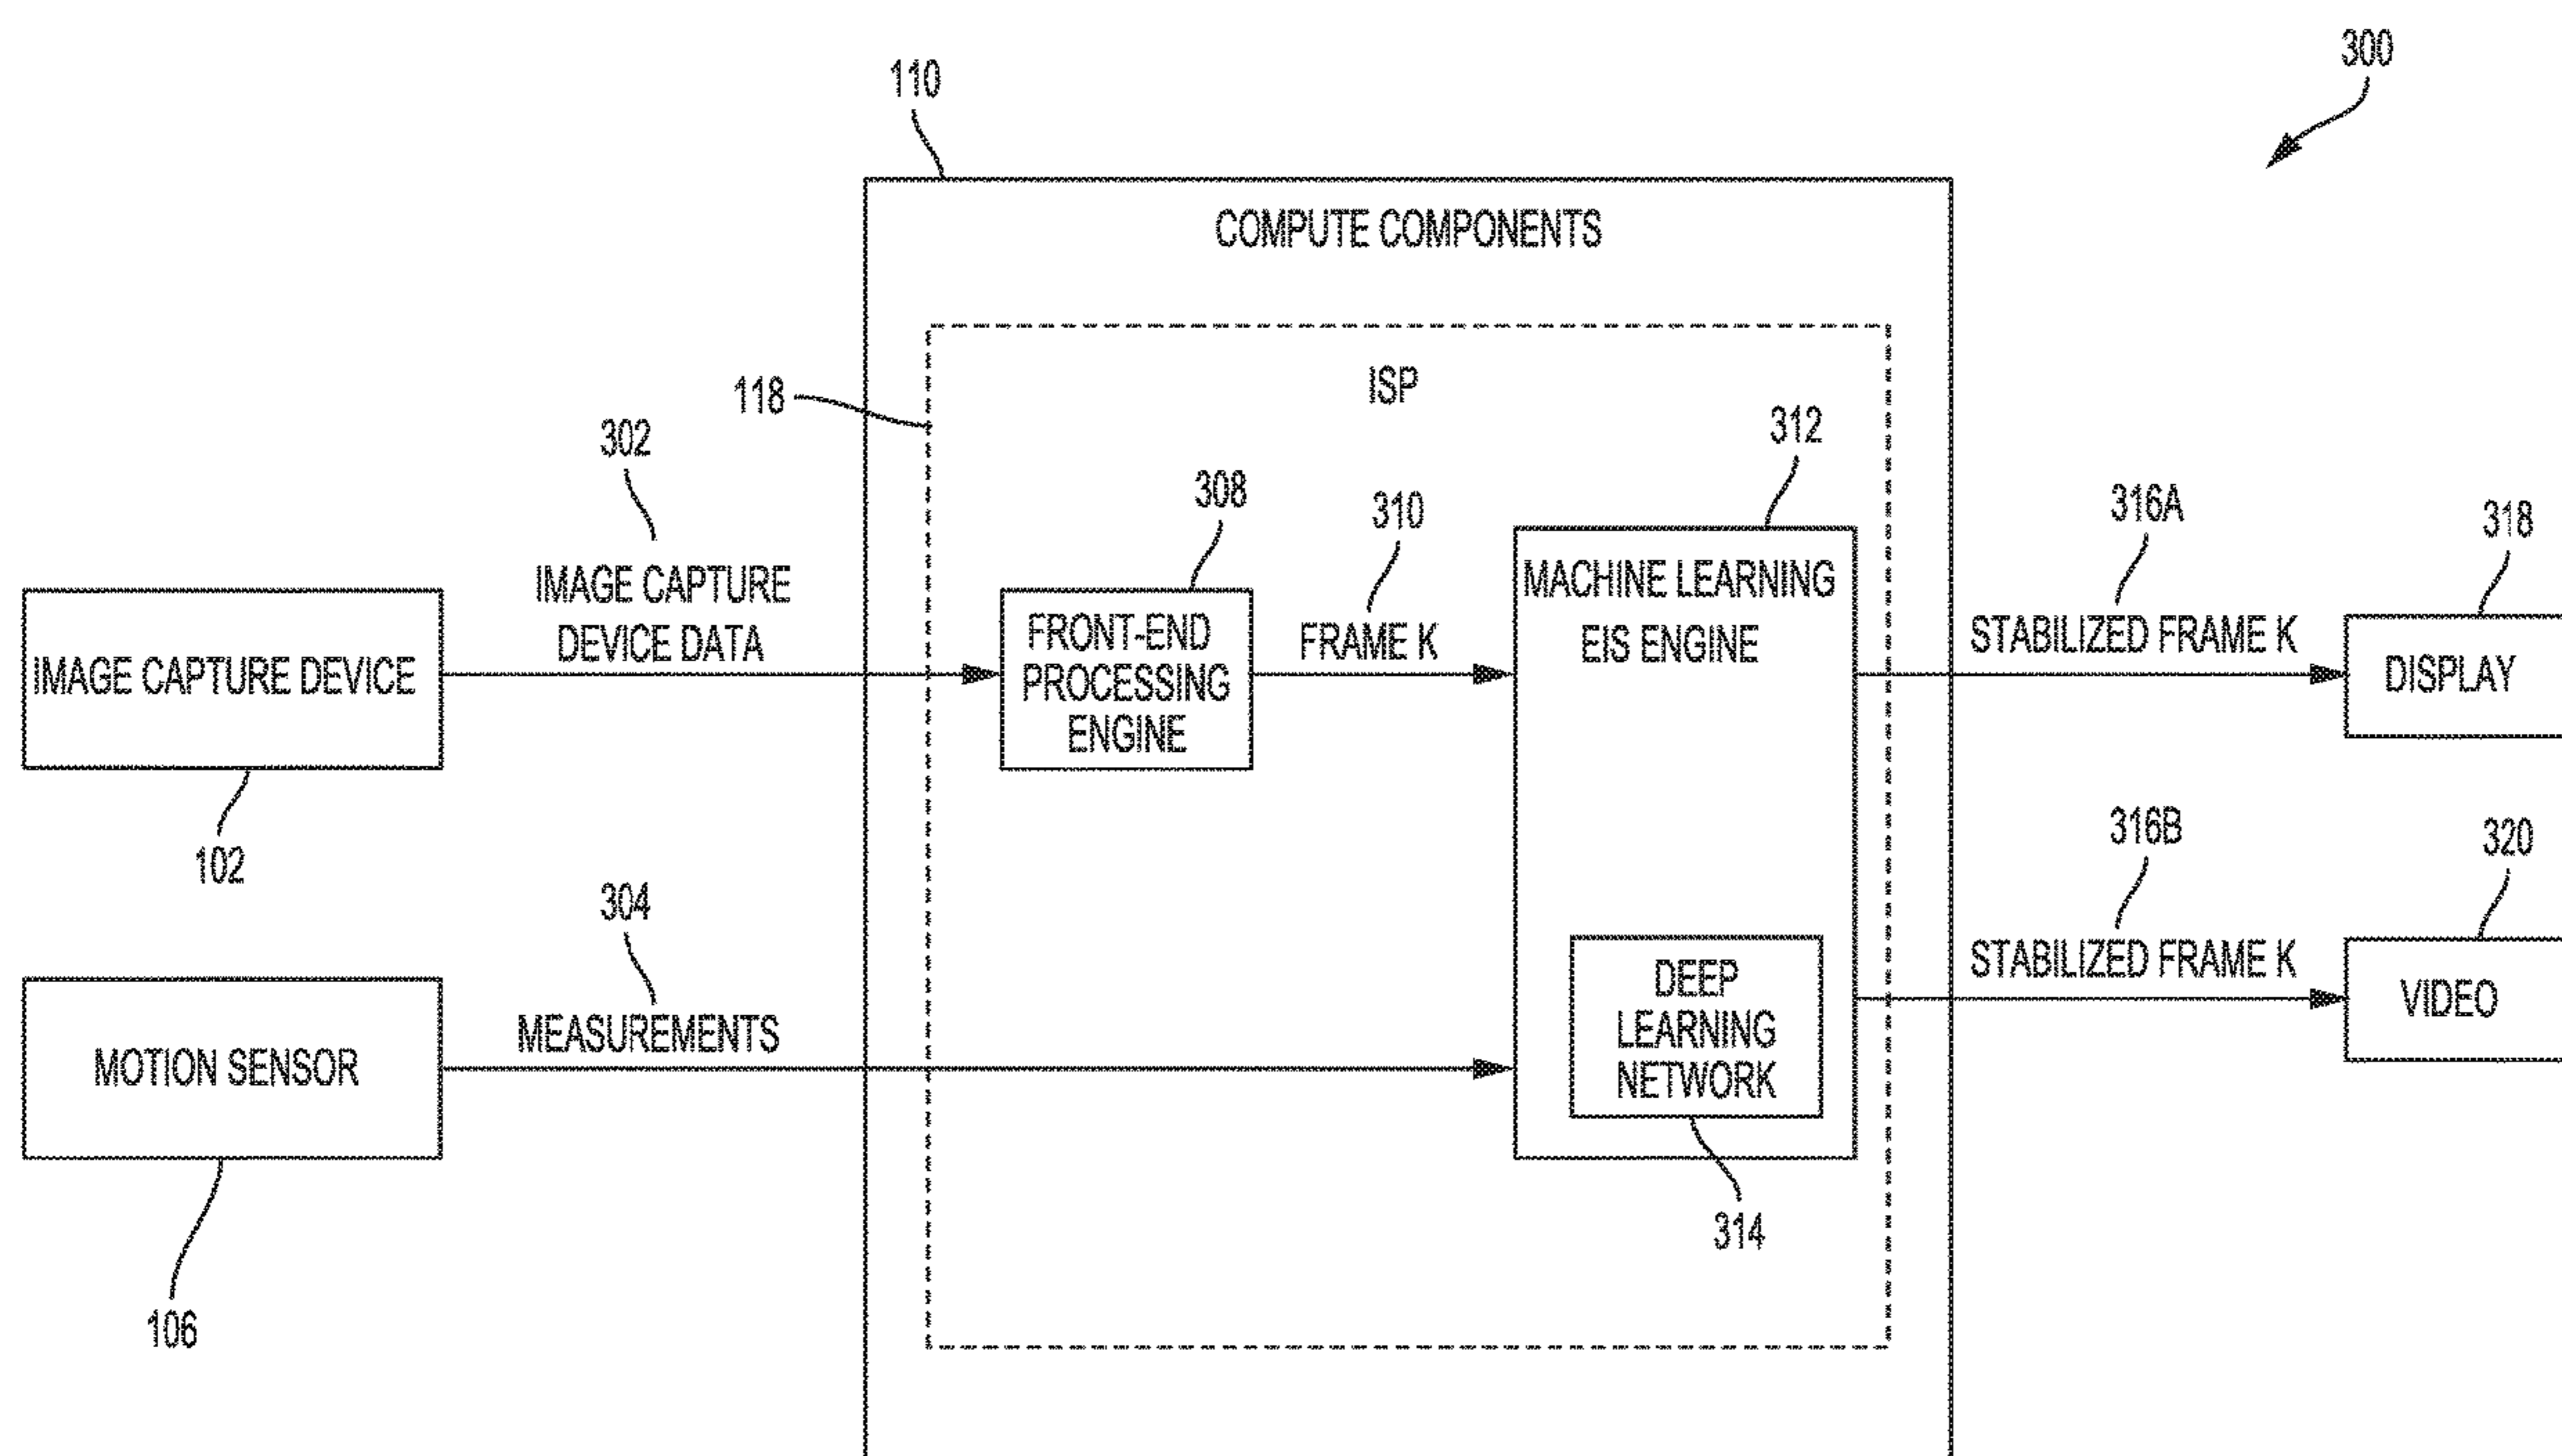 300
110
COMPUTE COMPONENTS
118
ISP
302
IMAGE CAPTURE
DEVICE DATA
308
310
312
316A
318
IMAGE CAPTURE DEVICE
FRONT-END
PROCESSING
ENGINE
FRAME K
MACHINE LEARNING
EIS ENGINE
STABILIZED FRAME K
DISPLAY
102
304
MEASUREMENTS
316B
320
MOTION SENSOR
DEEP
LEARNING
NETWORK
STABILIZED FRAME K
VIDEO
314
106